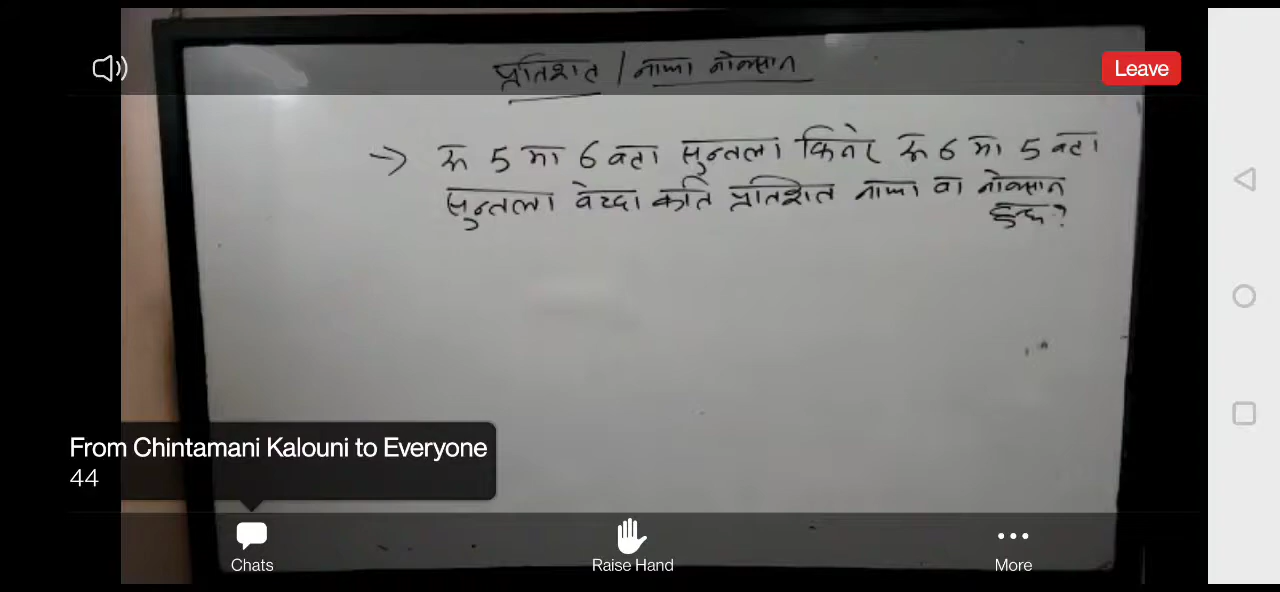 Leave
प्रतिशत / नाफा नोक्सान
→ रू 5 मा 6 वटा सुन्तला किनेर रू 6 मा 5 वटा
सुन्तला वेच्दा कति प्रतिशत नाफा वा नोक्सान
हुन्छ?
From Chintamani Kalouni to Everyone
44
Chats
Raise Hand
More